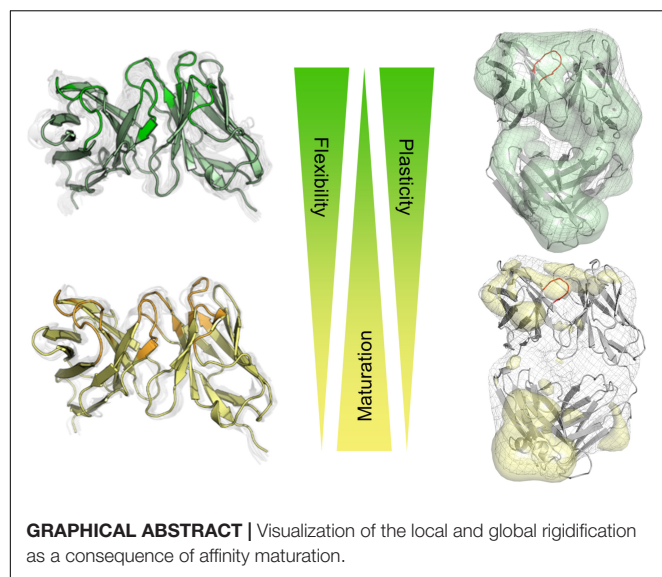 Flexibility
Plasticity
Maturation
GRAPHICAL ABSTRACT | Visualization of the local and global rigidification
as a consequence of affinity maturation.